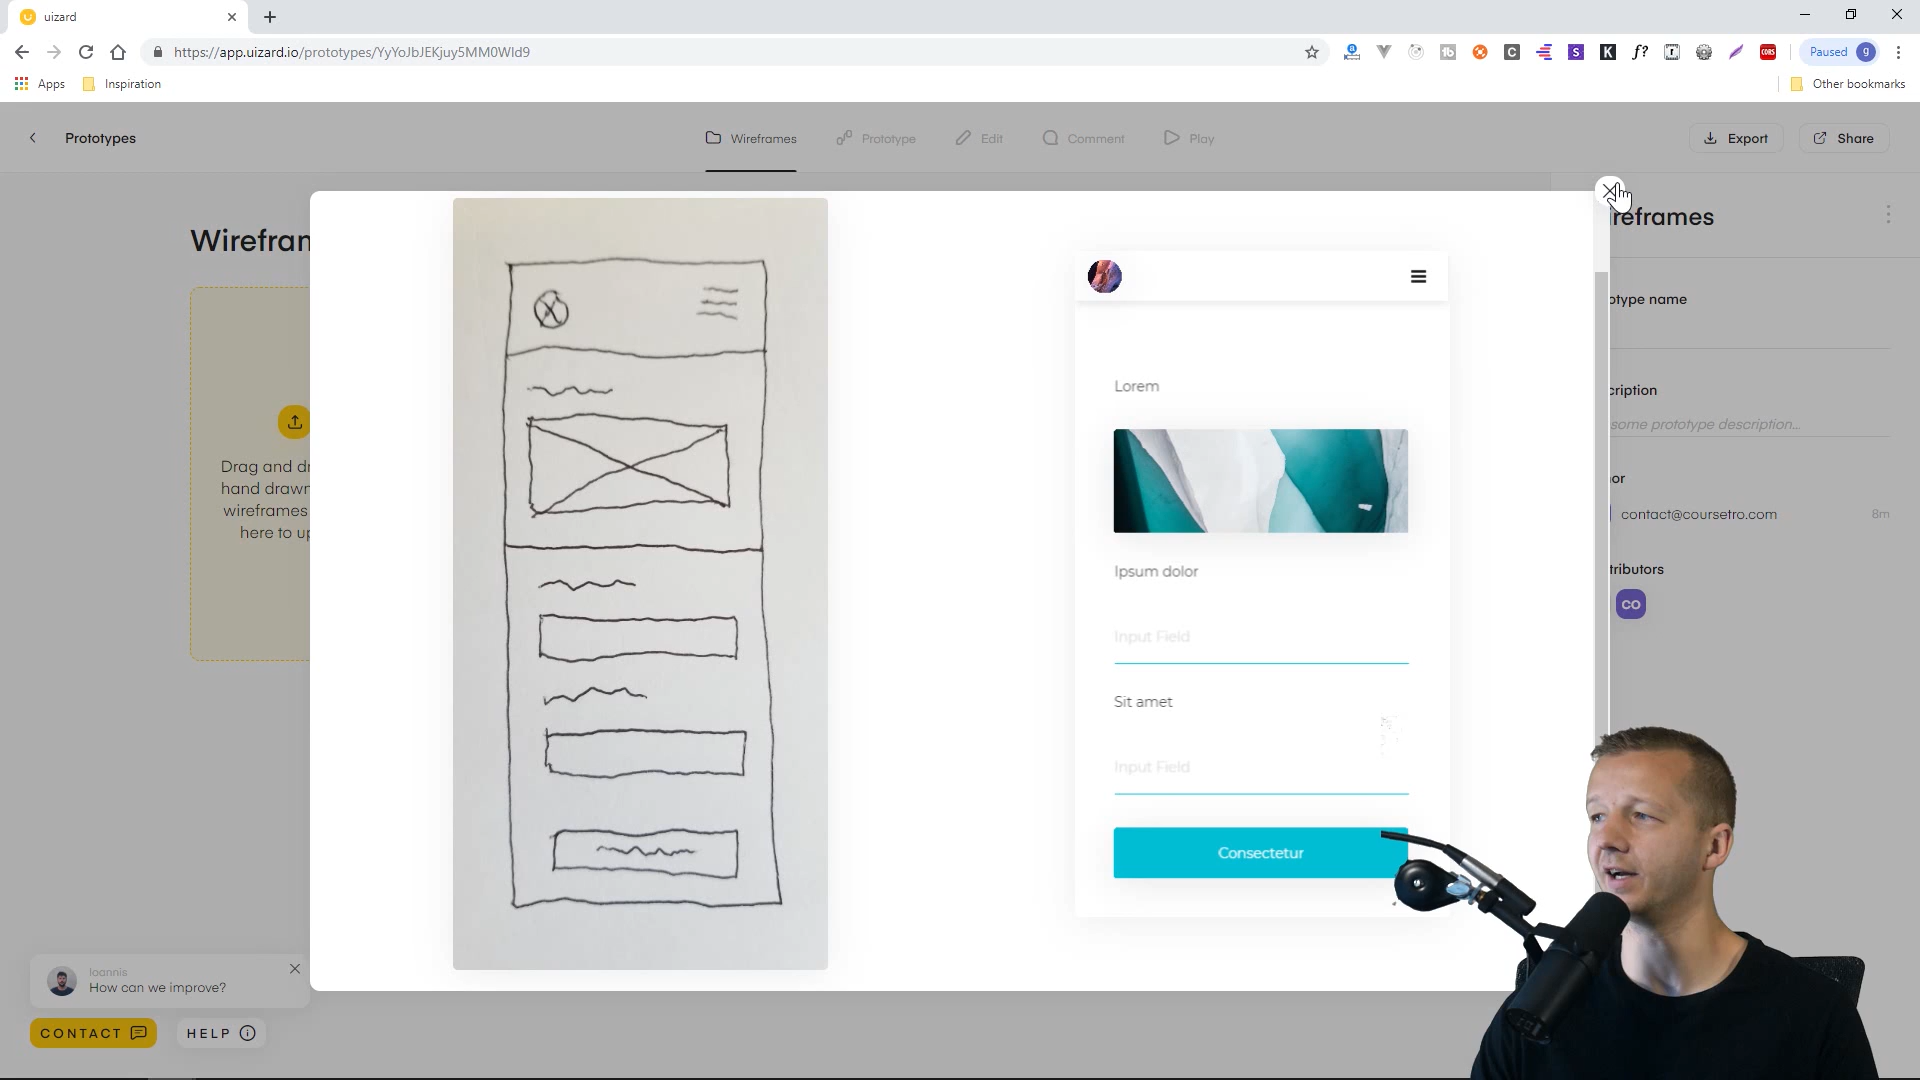 uizard
https://app.uizard.io/prototypes/YyYoJbJEKjuy5MM0WId9
Paused g
Apps
Inspiration
Other bookmarks
Prototypes
Wireframes
Prototype
Edit
Comment
Play
Export
Share
Wirefran
Drag and dr
hand drawn
wireframes
here to up
Lorem
Ipsum dolor
Input Field
Sit amet
Input Field
Consectetur
reframes
otype name
cription
some prototype description...
or
contact@coursetro.com
8m
tributors
CO
Ioannis
How can we improve?
CONTACT
HELP